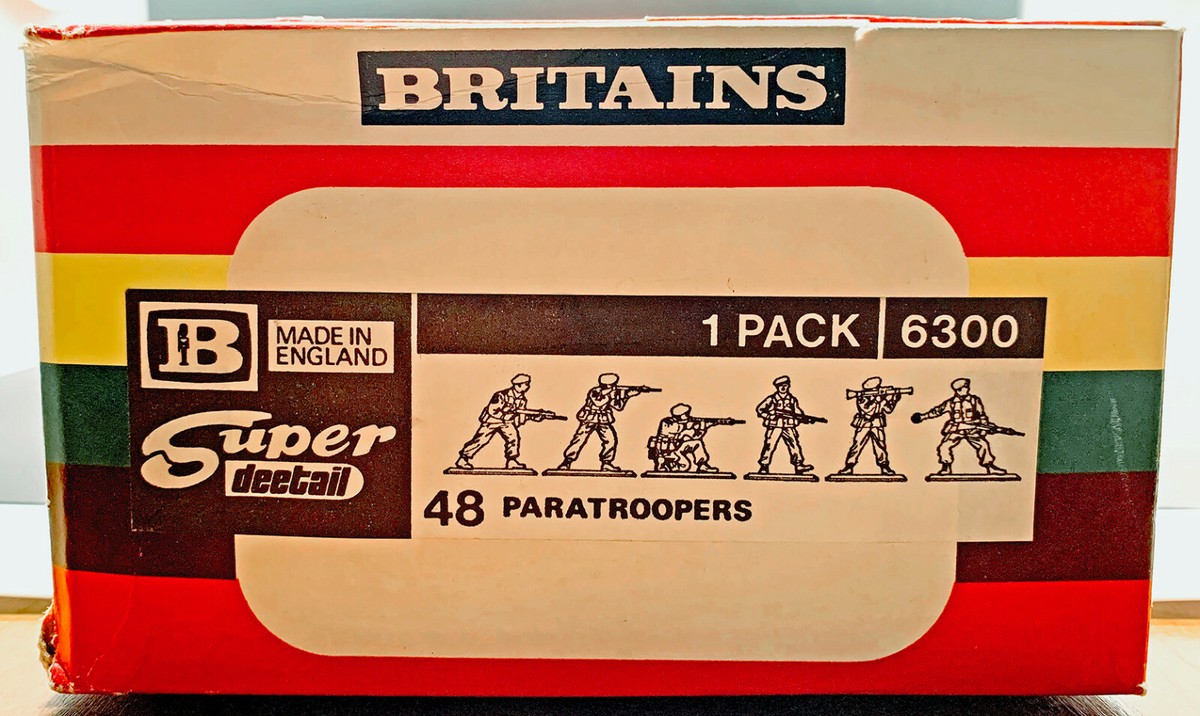 BRITAINS
B
MADE IN
ENGLAND
1 PACK 6300
Super
deetail
48 PARATROOPERS